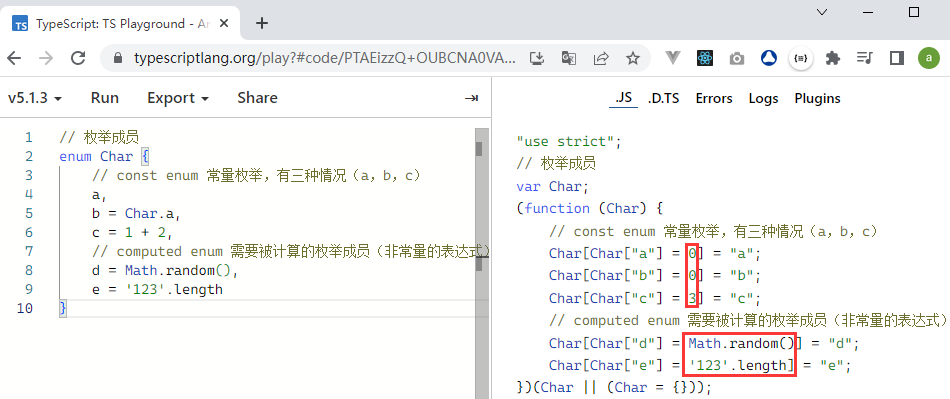 TypeScript: TS Playground - An
typescriptlang.org/play?#code/PTAEizzQ+OUBCNA0VA...
a
v5.1.3 Run Export Share
1 // 枚举成员
2 enum Char {
3 // const enum 常量枚举，有三种情况（a，b，c）
4 a,
5 b = Char.a,
6 c = 1 + 2,
7 // computed enum 需要被计算的枚举成员（非常量的表达式）
8 d = Math.random(),
9 e = '123'.length
10 }
.JS .D.TS Errors Logs Plugins
"use strict";
// 枚举成员
var Char;
(function (Char) {
// const enum 常量枚举，有三种情况（a，b，c）
Char[Char["a"] = 0] = "a";
Char[Char["b"] = 0] = "b";
Char[Char["c"] = 3] = "c";
// computed enum 需要被计算的枚举成员（非常量的表达式）
Char[Char["d"] = Math.random()] = "d";
Char[Char["e"] = '123'.length] = "e";
})(Char || (Char = {}));